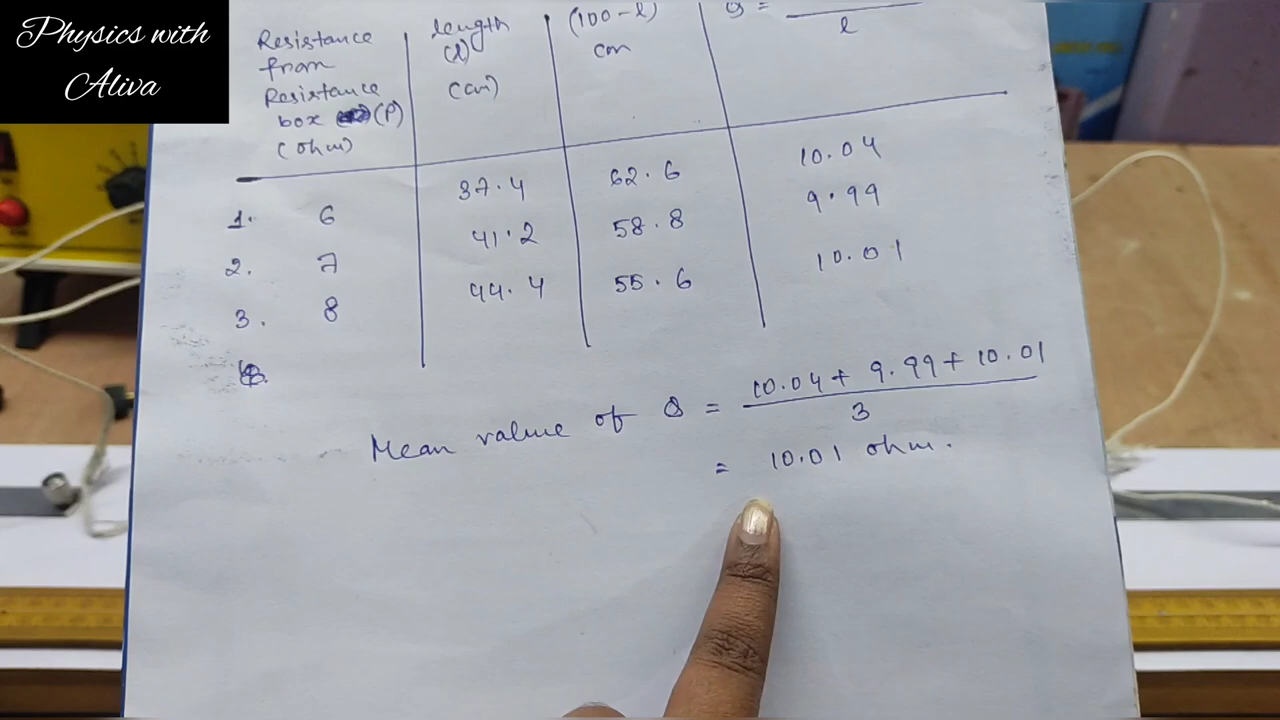 Physics with
Aliva
Resistance from Resistance box (P) (ohm)
length (l) (cm)
(100-l) cm
l
1. 6 37.4 62.6 10.04
2. 7 41.2 58.8 9.99
3. 8 44.4 55.6 10.01
Mean value of Q = 10.04 + 9.99 + 10.01
3
= 10.01 ohm.